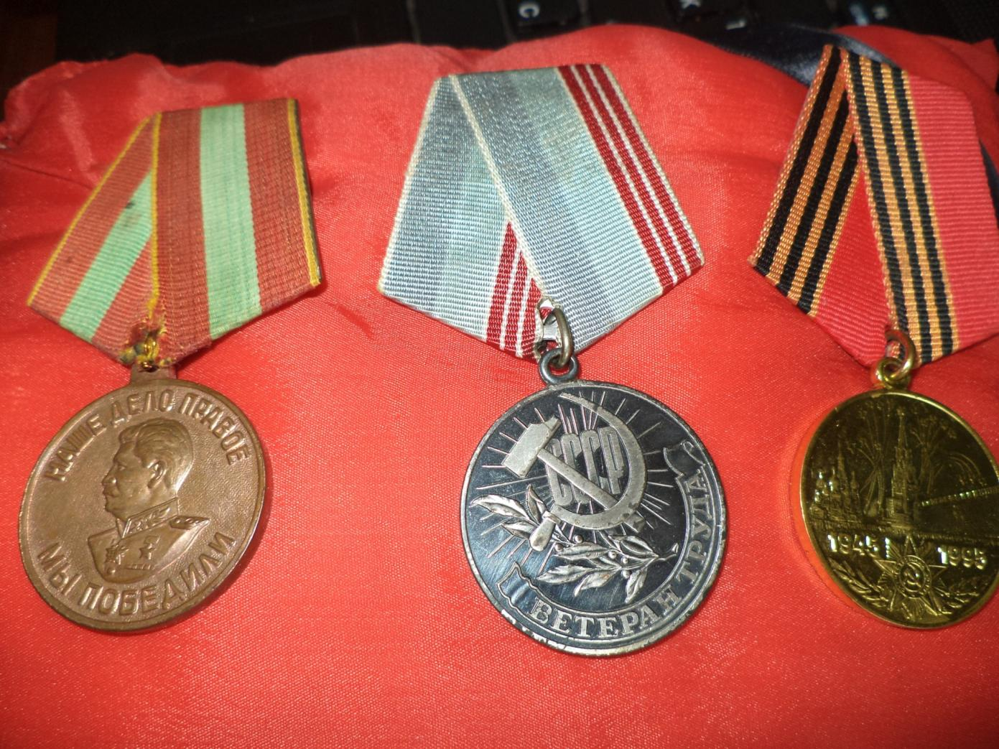 НАШЕ ДЕЛО ПРАВОЕ
МЫ ПОБЕДИЛИ
СССР
ВЕТЕРАН ТРУДА
1945 1995
C
K